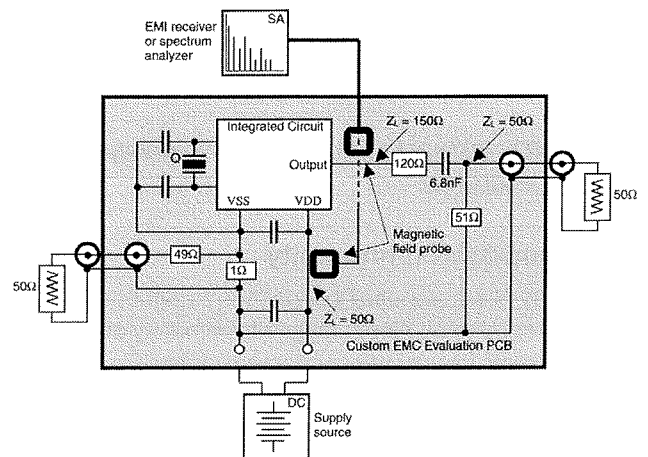 EMI receiver
or spectrum
analyzer
SA
Integrated Circuit
Q
Output
VSS VDD
ZL = 150Ω
ZL = 50Ω
120Ω
6.8nF
51Ω
50Ω
Magnetic
field probe
49Ω
1Ω
50Ω
ZL = 50Ω
Custom EMC Evaluation PCB
DC
Supply
source